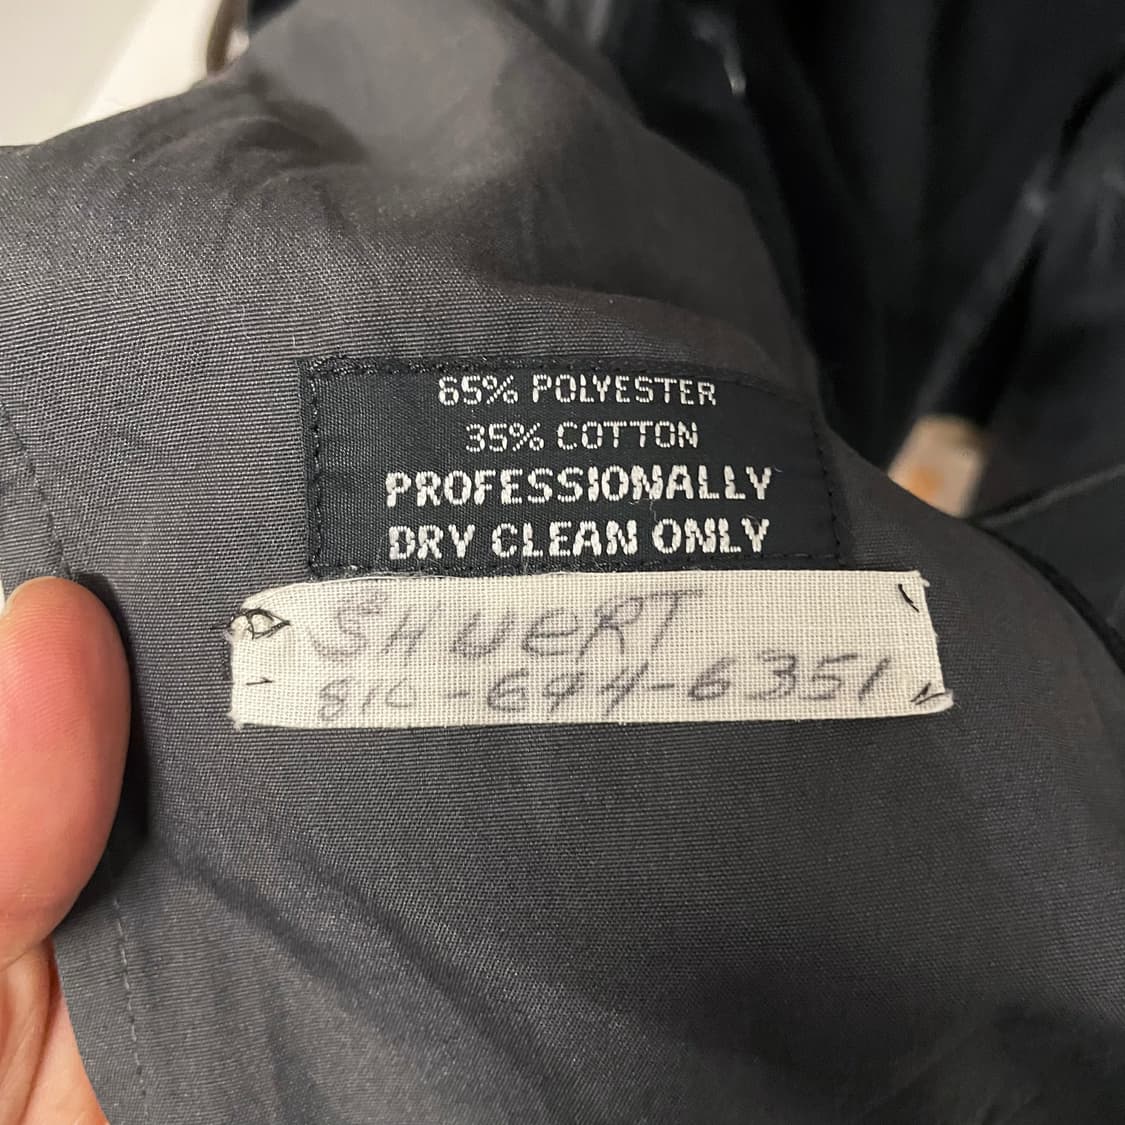 65% POLYESTER
35% COTTON
PROFESSIONALLY
DRY CLEAN ONLY
SHUERT
810-694-6351